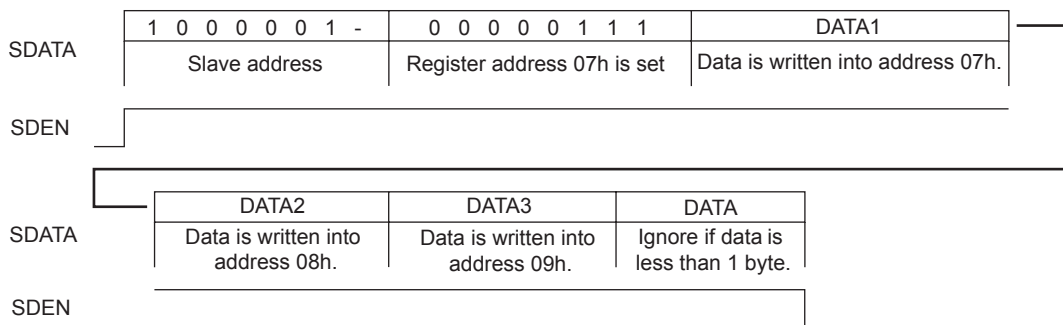 1 0 0 0 0 0 1 - 0 0 0 0 0 1 1 1 DATA1
SDATA
Slave address Register address 07h is set Data is written into address 07h.
SDEN
DATA2 DATA3 DATA
SDATA
Data is written into address 08h. Data is written into address 09h. Ignore if data is less than 1 byte.
SDEN